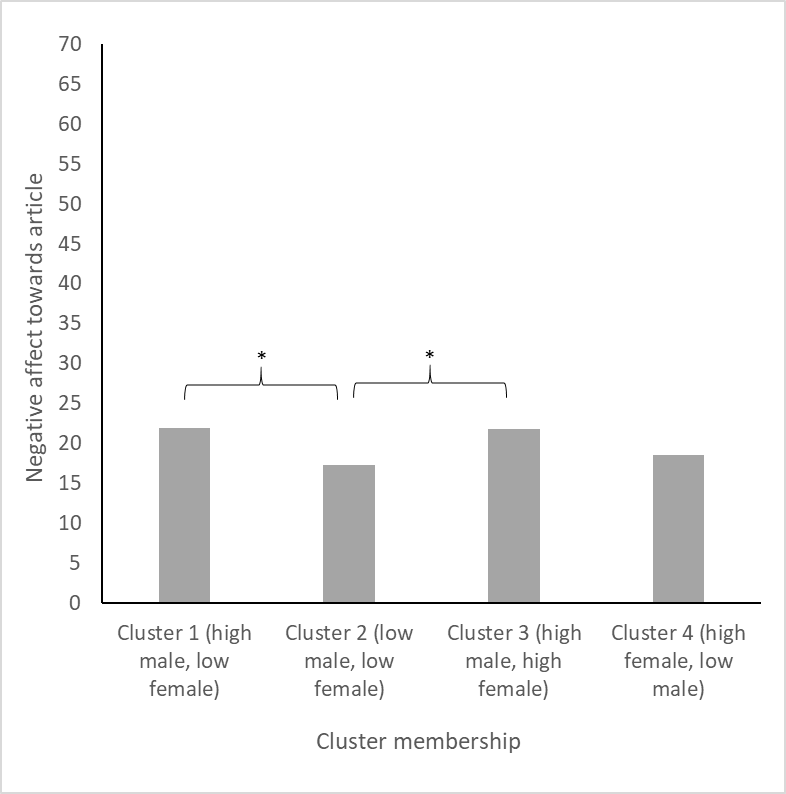 70
65
60
55
50
45
40
35
30
25
20
15
10
5
0
Negative affect towards article
*
*
Cluster 1 (high
male, low
female)
Cluster 2 (low
male, low
female)
Cluster 3 (high
male, high
female)
Cluster 4 (high
female, low
male)
Cluster membership